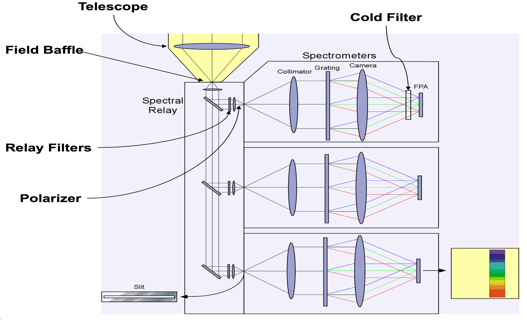 Telescope
Cold Filter
Field Baffle
Spectrometers
Collimator
Grating
Camera
FPA
Spectral
Relay
Relay Filters
Polarizer
Slit